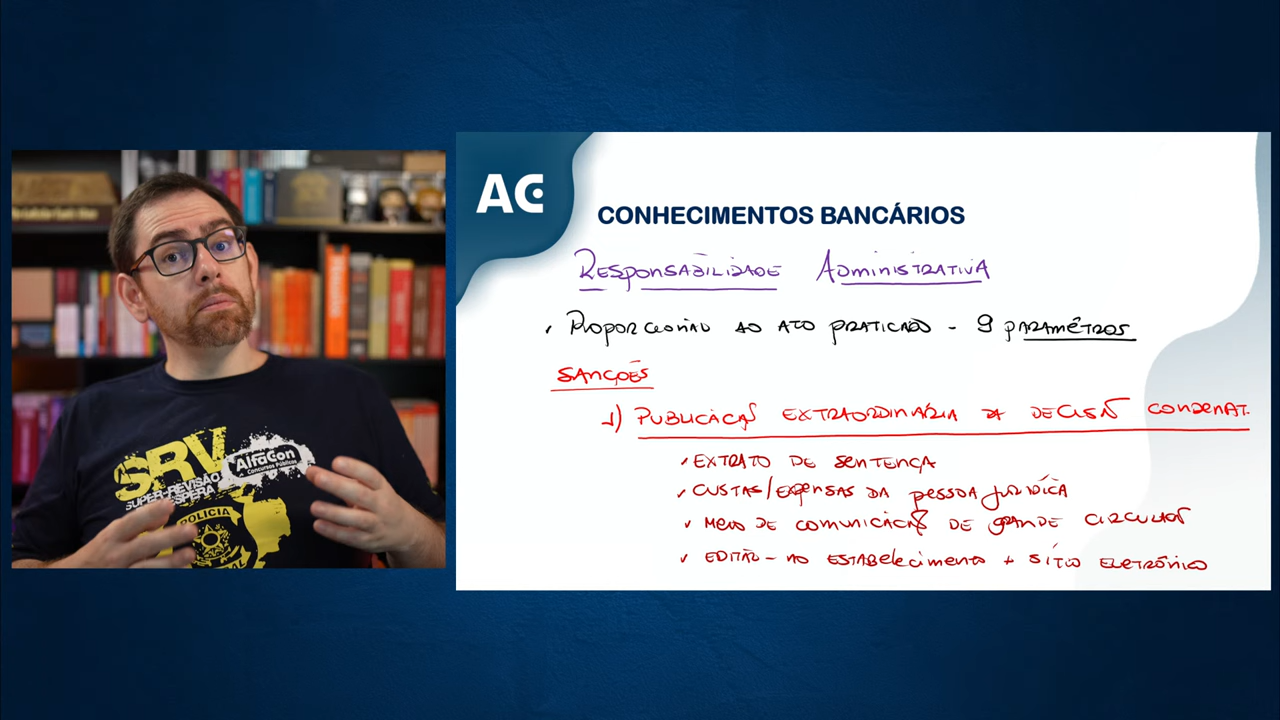 AC
CONHECIMENTOS BANCÁRIOS
RESPONSABILIDADE ADMINISTRATIVA
PROPORCIONAL AO ATO PRATICADO - 9 PARAMÉTROS
SANÇÕES
1) PUBLICAÇÃO EXTRAORDINÁRIA DA DECISÃO CONDENAT.
EXTRATO DE SENTENÇA
CUSTAS/EXPENSAS DA PESSOA JURÍDICA
MEIO DE COMUNICAÇÃO DE GRANDE CIRCULAÇÃO
EDITAL - NO ESTABELECIMENTO + SÍTIO ELETRÔNICO
SRV
SUPER-REVISÃO
AlfaCon
Concursos Públicos
POLICIA